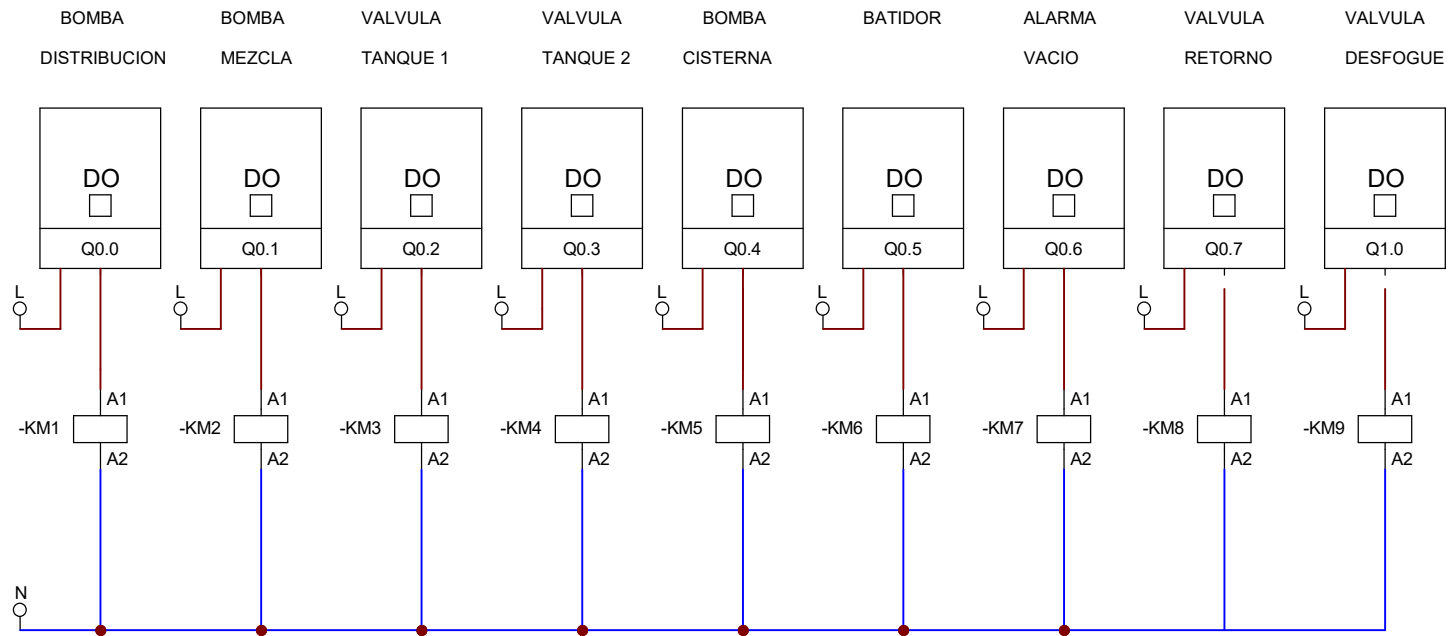 BOMBA BOMBA VALVULA VALVULA BOMBA BATIDOR ALARMA VALVULA VALVULA
DISTRIBUCION MEZCLA TANQUE 1 TANQUE 2 CISTERNA VACIO RETORNO DESFOGUE
DO DO DO DO DO DO DO DO DO
Q0.0 Q0.1 Q0.2 Q0.3 Q0.4 Q0.5 Q0.6 Q0.7 Q1.0
L L L L L L L L L
A1 A1 A1 A1 A1 A1 A1 A1 A1
-KM1 -KM2 -KM3 -KM4 -KM5 -KM6 -KM7 -KM8 -KM9
A2 A2 A2 A2 A2 A2 A2 A2 A2
N